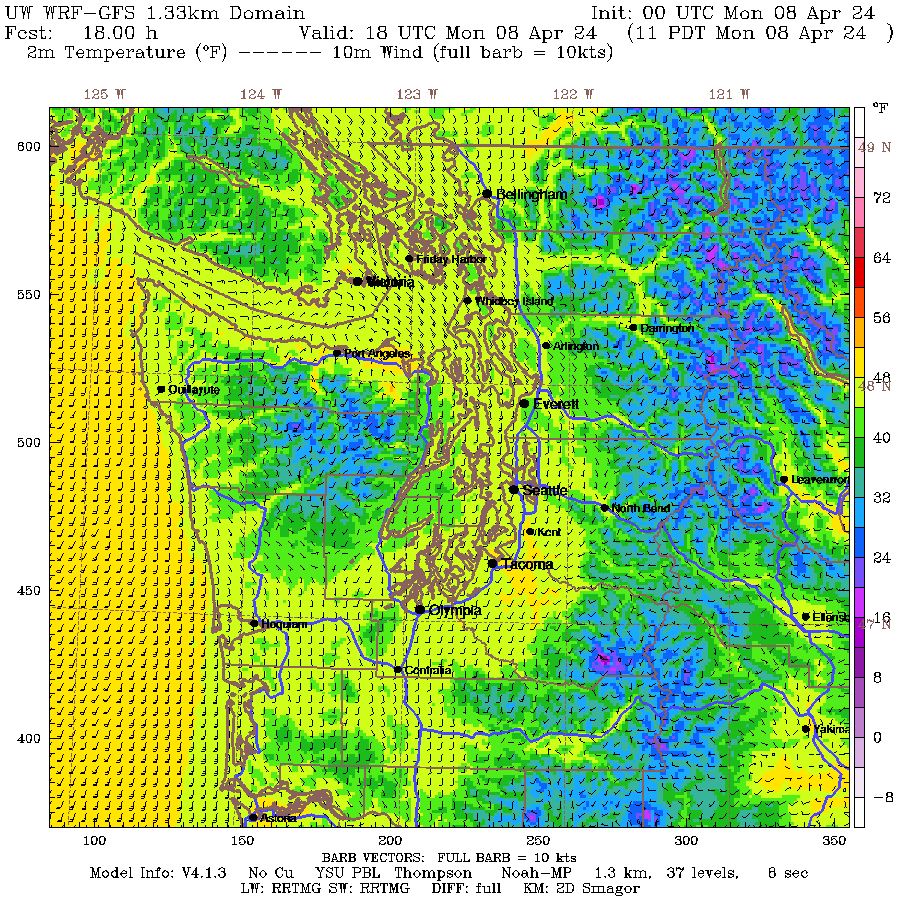 UW WRF-GFS 1.33km Domain Init: 00 UTC Mon 08 Apr 24
Fcst: 18.00 h Valid: 18 UTC Mon 08 Apr 24 (11 PDT Mon 08 Apr 24 )
2m Temperature (°F) ------ 10m Wind (full barb = 10kts)
125 W 124 W 123 W 122 W 121 W
°F
600
49 N
72
Bellingham
Friday Harbor
64
Victoria
550
Whidbey Island
56
Darrington
Arlington
Port Angeles
48
48 N
Quillayute
Everett
500
40
Leavenwor
Seattle
32
North Bend
Kent
Tacoma
24
450
Olympia
16
Ellensb
47 N
Hoquiam
Centralia
8
Yakima
400
0
-8
Astoria
100 150 200 250 300 350
BARB VECTORS: FULL BARB = 10 kts
Model Info: V4.1.3 No Cu YSU PBL Thompson Noah-MP 1.3 km, 37 levels, 8 sec
LW: RRTMG SW: RRTMG DIFF: full KM: 2D Smagor